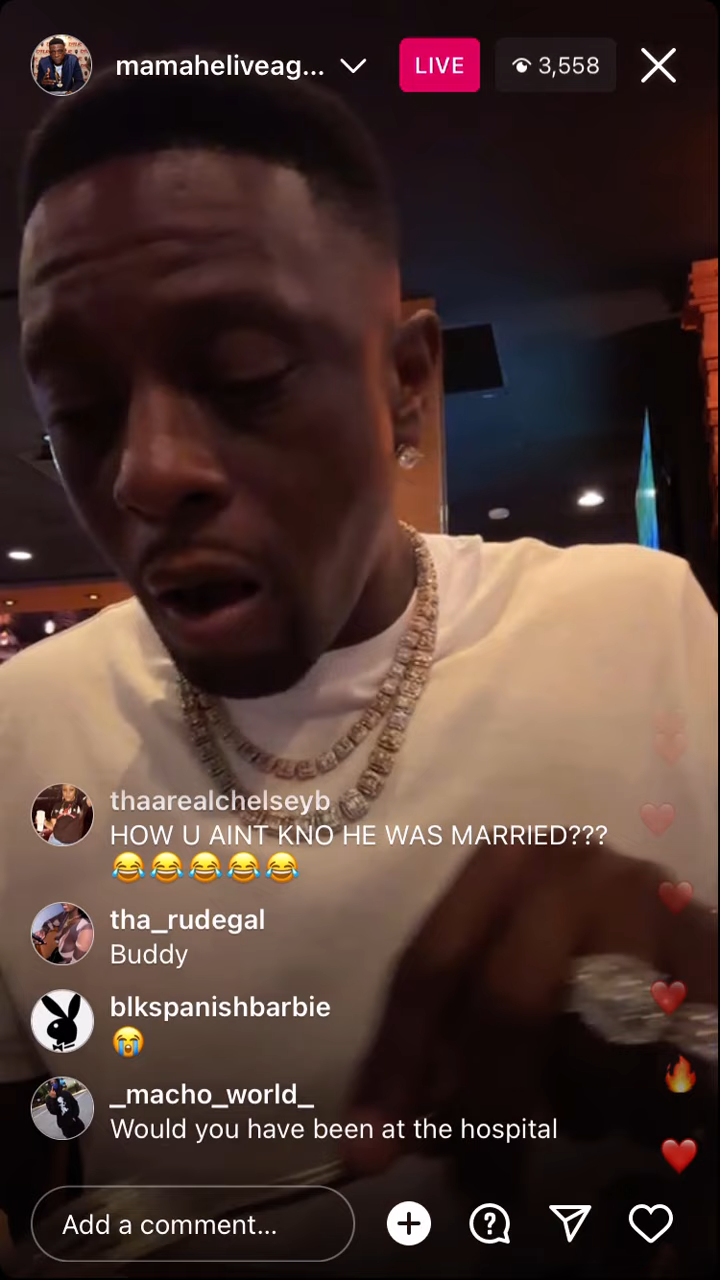 mamaheliveag...
LIVE
3,558
thaarealchelseyb
HOW U AINT KNO HE WAS MARRIED???
😂😂😂😂😂
tha_rudegal
Buddy
blkspanishbarbie
😭
_macho_world_
Would you have been at the hospital
Add a comment...